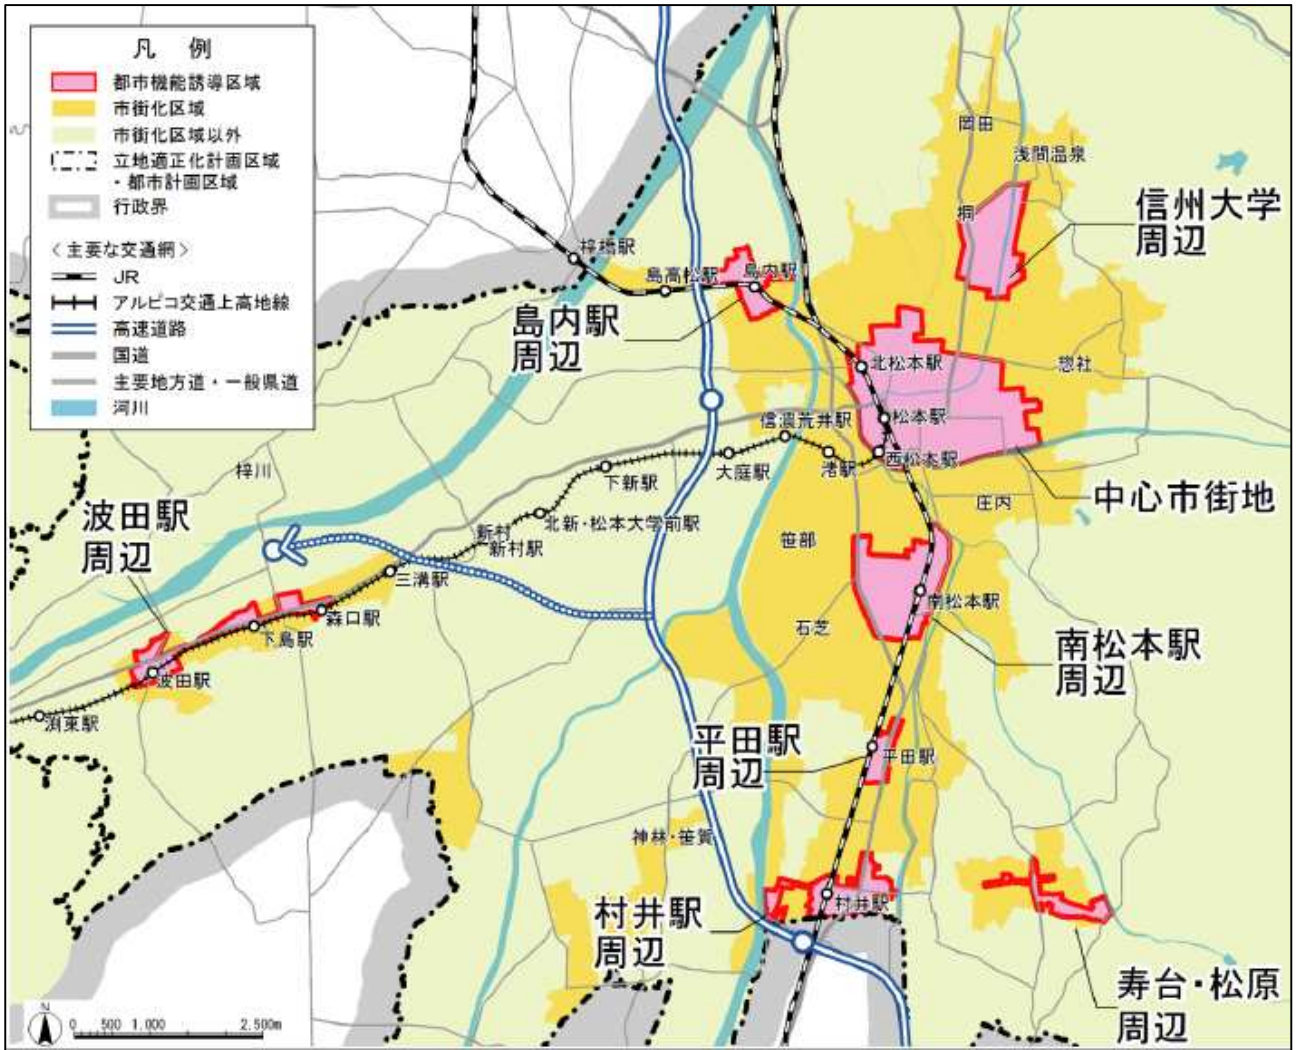 凡 例
都市機能誘導区域
市街化区域
市街化区域以外
立地適正化計画区域
・都市計画区域
行政界
<主要な交通網>
JR
アルピコ交通上高地線
高速道路
国道
主要地方道・一般県道
河川
岡田
浅間温泉
桐
信州大学
周辺
梓橋駅
島高松駅
島内駅
島内駅
周辺
北松本駅
惣社
松本駅
信濃荒井駅
渚駅
西松本駅
大庭駅
下新駅
梓川
庄内
中心市街地
波田駅
周辺
北新・松本大学前駅
新村
新村駅
笹部
三溝駅
南松本駅
森口駅
下島駅
石芝
南松本駅
周辺
波田駅
渕東駅
平田駅
周辺
平田駅
神林・笹賀
村井駅
村井駅
周辺
寿台・松原
周辺
N
0 500 1,000 2,500m